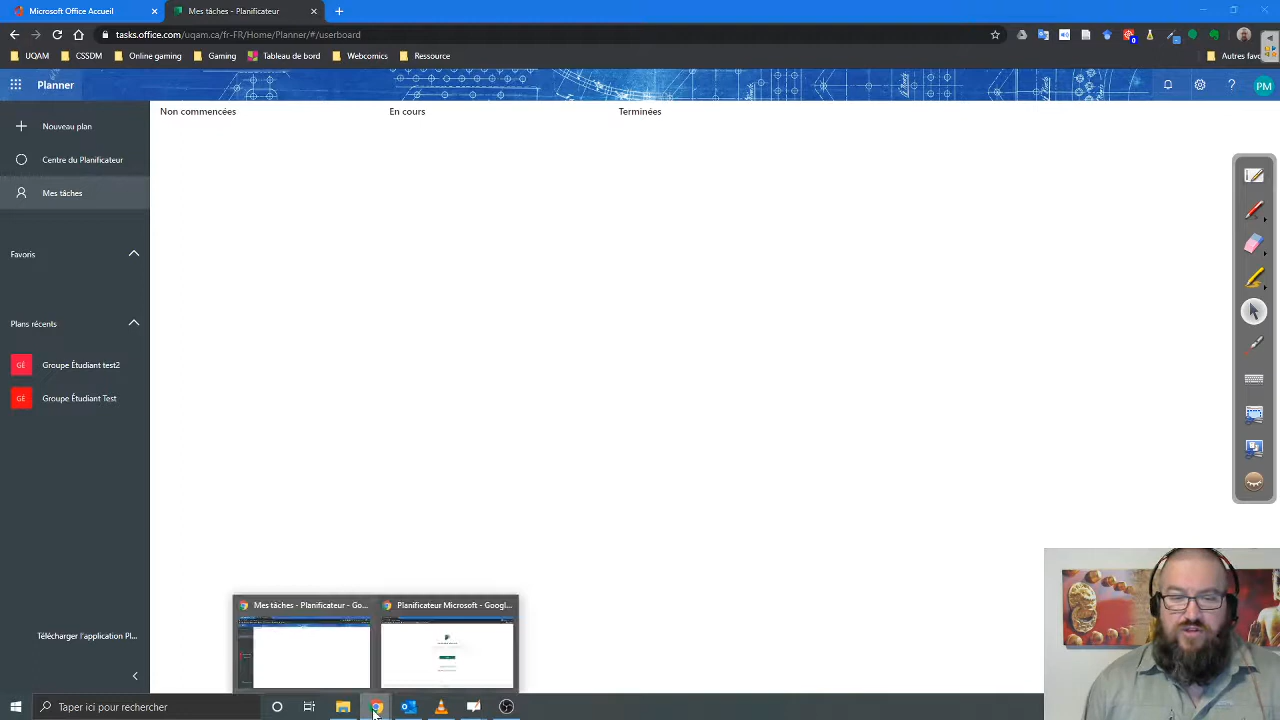 Microsoft Office Accueil
Mes tâches - Planificateur
tasks.office.com/uqam.ca/fr-FR/Home/Planner/#/userboard
UQAM
CSSDM
Online gaming
Gaming
Tableau de bord
Webcomics
Ressource
Autres favo
Planner
PM
Nouveau plan
Centre du Planificateur
Mes tâches
Favoris
Plans récents
GÉ Groupe Étudiant test2
GÉ Groupe Étudiant Test
Télécharger l'application Pl...
Non commencées
En cours
Terminées
Mes tâches - Planificateur - Go...
Planificateur Microsoft - Googl...
Taper ici pour rechercher